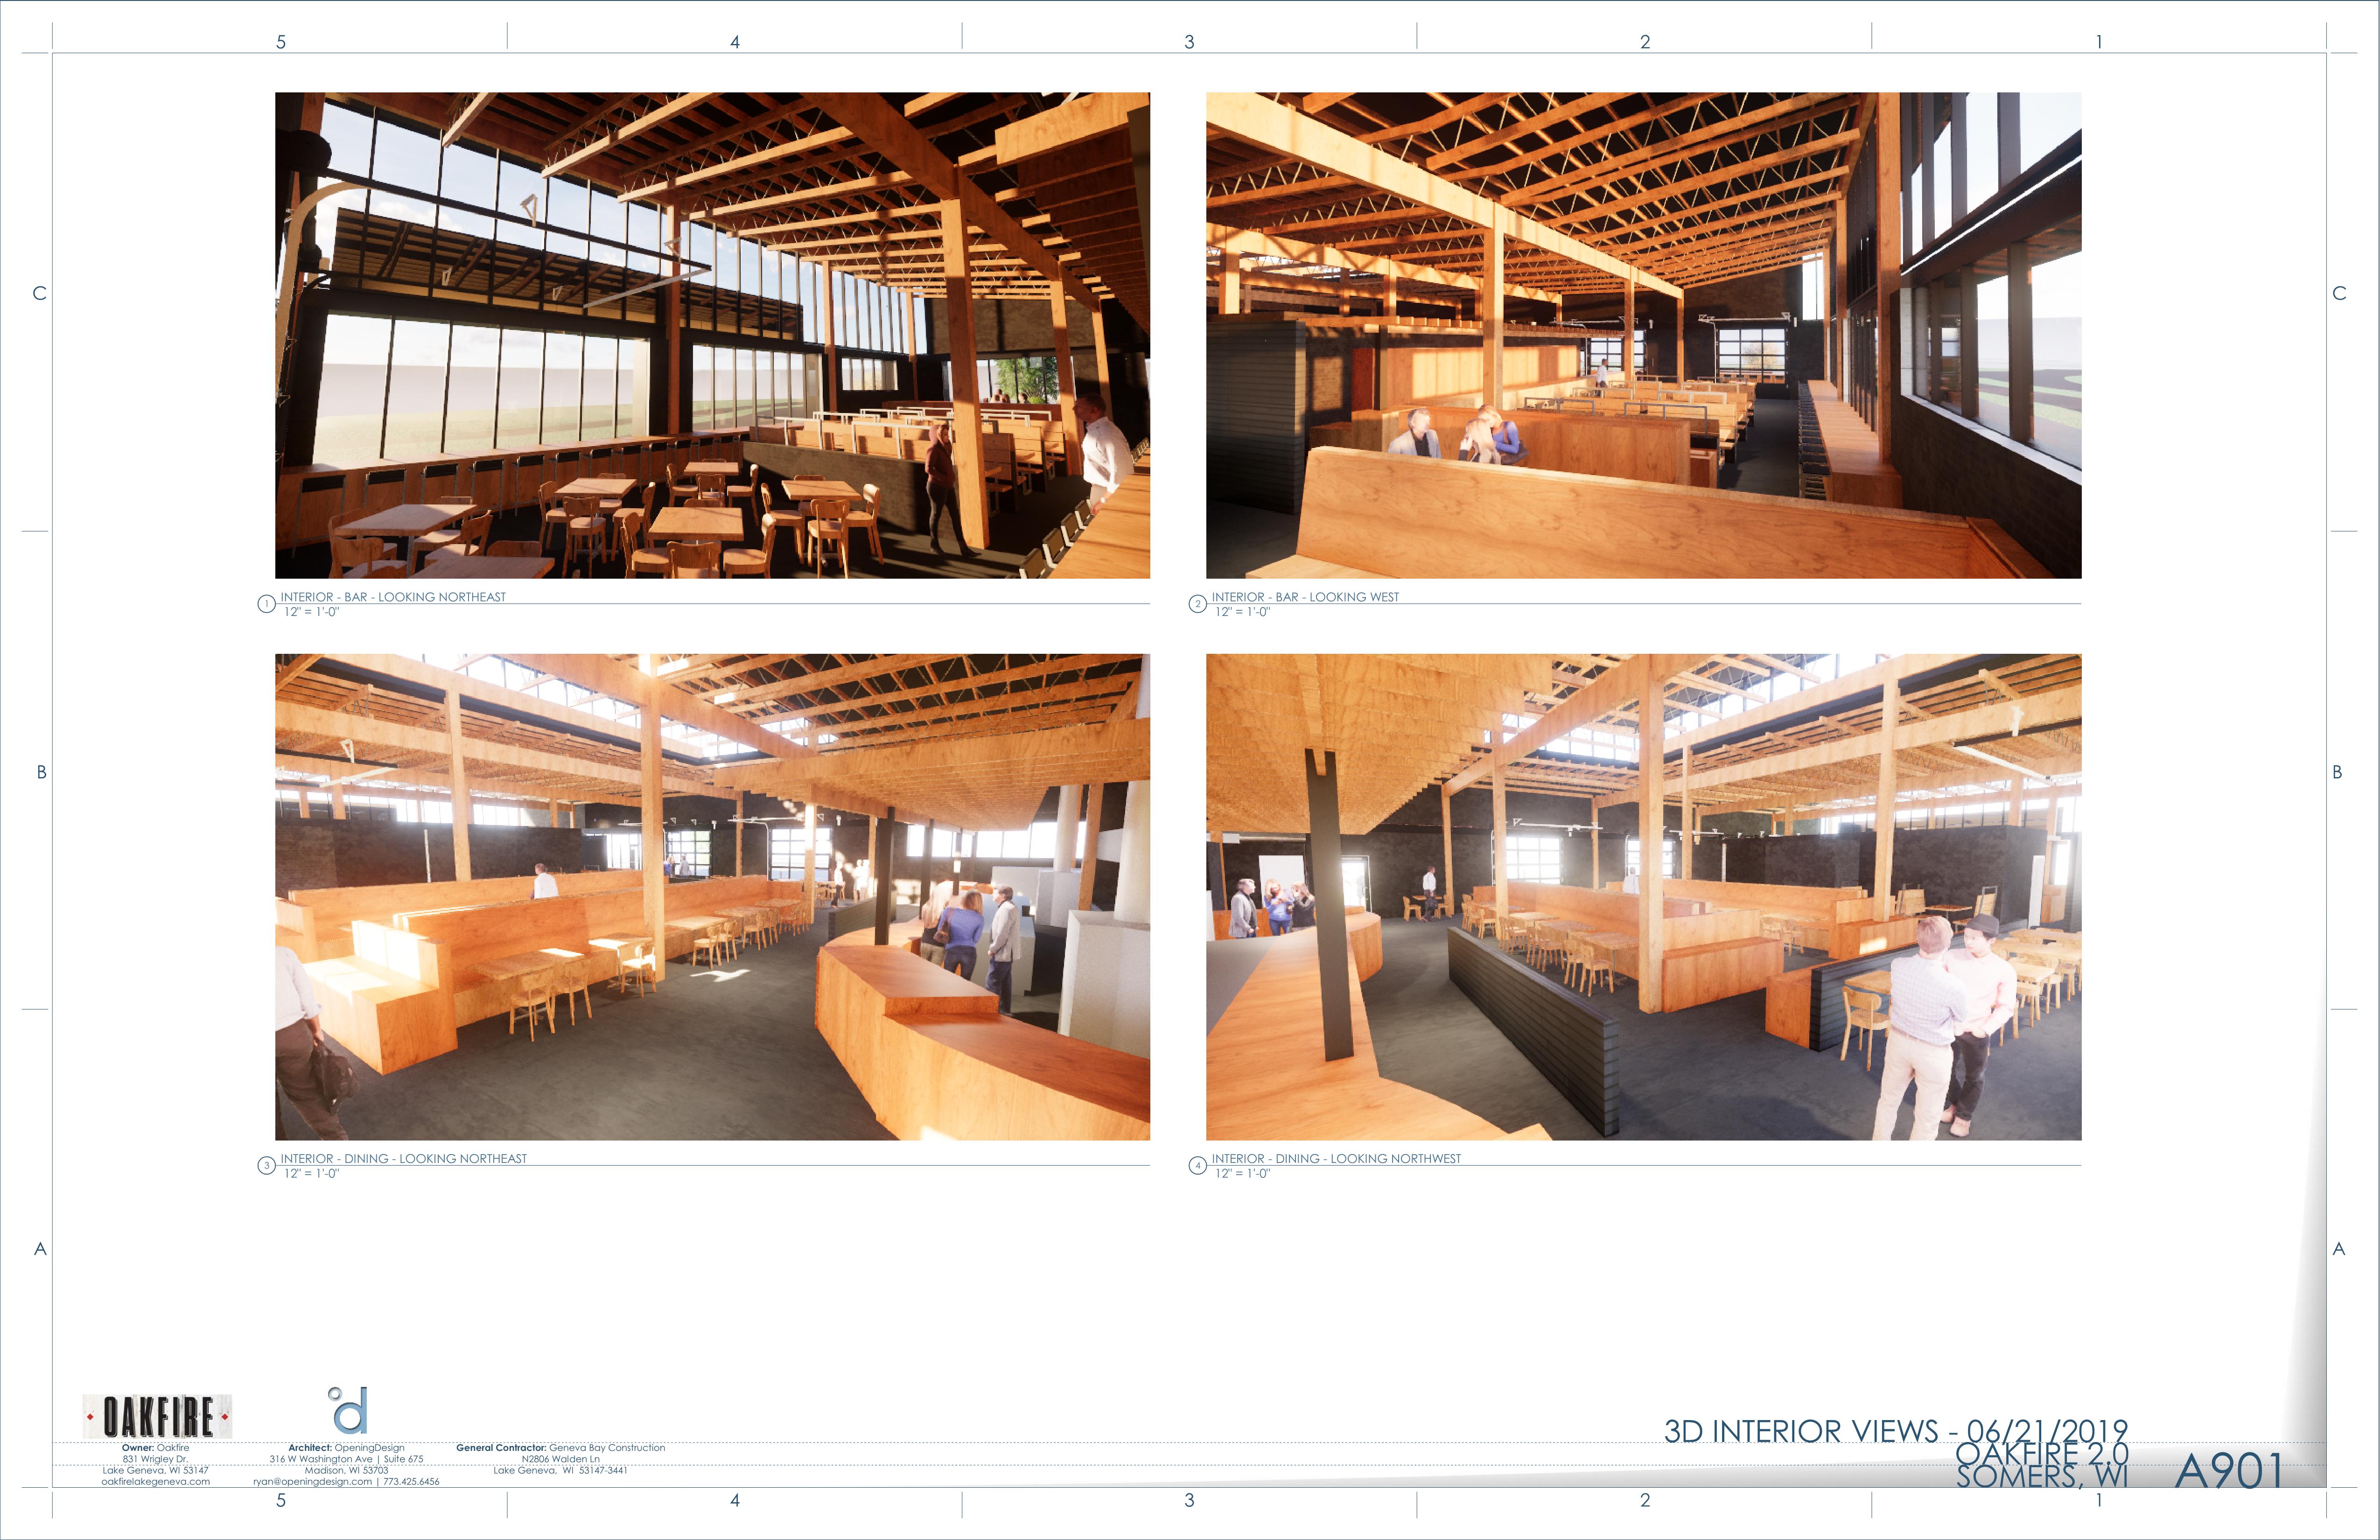 5 4 3 2 1
C C
1 INTERIOR - BAR - LOOKING NORTHEAST
12" = 1'-0"
2 INTERIOR - BAR - LOOKING WEST
12" = 1'-0"
B B
3 INTERIOR - DINING - LOOKING NORTHEAST
12" = 1'-0"
4 INTERIOR - DINING - LOOKING NORTHWEST
12" = 1'-0"
A A
OAKFIRE
d
Owner: Oakfire
831 Wrigley Dr.
Lake Geneva, WI 53147
oakfirelakegeneva.com
Architect: OpeningDesign
316 W Washington Ave | Suite 675
Madison, WI 53703
ryan@openingdesign.com | 773.425.6456
General Contractor: Geneva Bay Construction
N2806 Walden Ln
Lake Geneva, WI 53147-3441
3D INTERIOR VIEWS - 06/21/2019
OAKFIRE 2.0
SOMERS, WI
A901
5 4 3 2 1